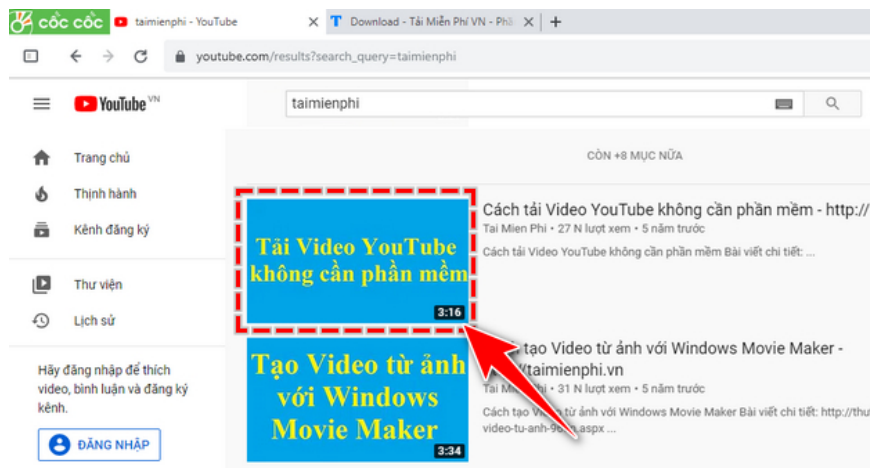 cốc cốc
taimienphi - YouTube
Download - Tải Miễn Phí VN - Phầ
youtube.com/results?search_query=taimienphi
YouTube VN
taimienphi
CÒN +8 MỤC NỮA
Trang chủ
Thịnh hành
Kênh đăng ký
Thư viện
Lịch sử
Hãy đăng nhập để thích
video, bình luận và đăng ký
kênh.
ĐĂNG NHẬP
Tải Video YouTube
không cần phần mềm
3:16
Cách tải Video YouTube không cần phần mềm - http://
Tai Mien Phi • 27 N lượt xem • 5 năm trước
Cách tải Video YouTube không cần phần mềm Bài viết chi tiết: ...
Tạo Video từ ảnh
với Windows
Movie Maker
3:34
tạo Video từ ảnh với Windows Movie Maker -
//taimienphi.vn
Tai Mien Phi • 31 N lượt xem • 5 năm trước
Cách tạo Video từ ảnh với Windows Movie Maker Bài viết chi tiết: http://thu
video-tu-anh-96 n.aspx ...